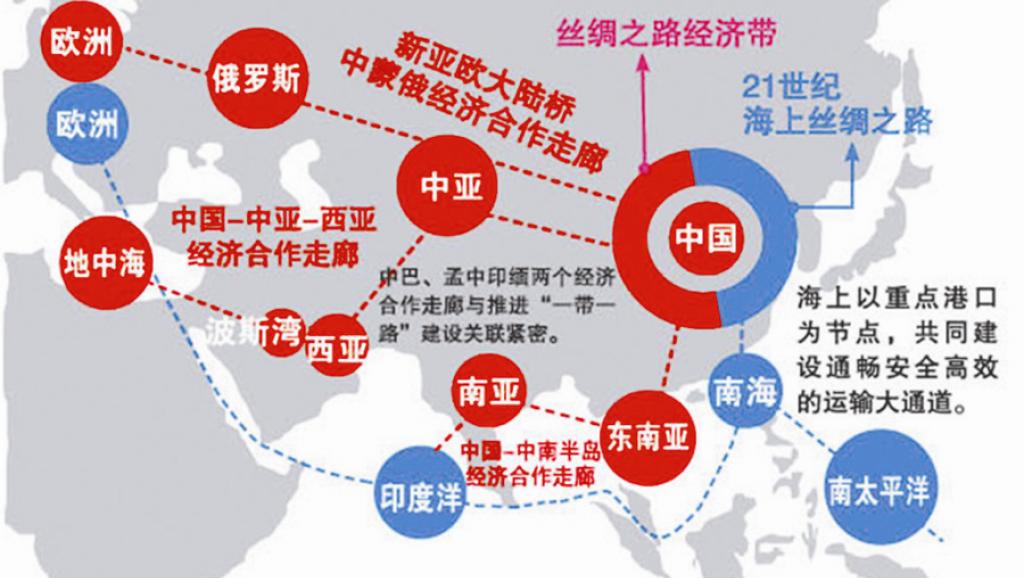 欧洲
俄罗斯
欧洲
新亚欧大陆桥
中蒙俄经济合作走廊
丝绸之路经济带
21世纪
海上丝绸之路
中亚
中国
中国-中亚-西亚
经济合作走廊
地中海
波斯湾
西亚
中巴、孟中印缅两个经济
合作走廊与推进“一带一
路”建设关联紧密。
海上以重点港口
为节点，共同建
设通畅安全高效
的运输大通道。
南亚
南海
东南亚
中国-中南半岛
经济合作走廊
印度洋
南太平洋